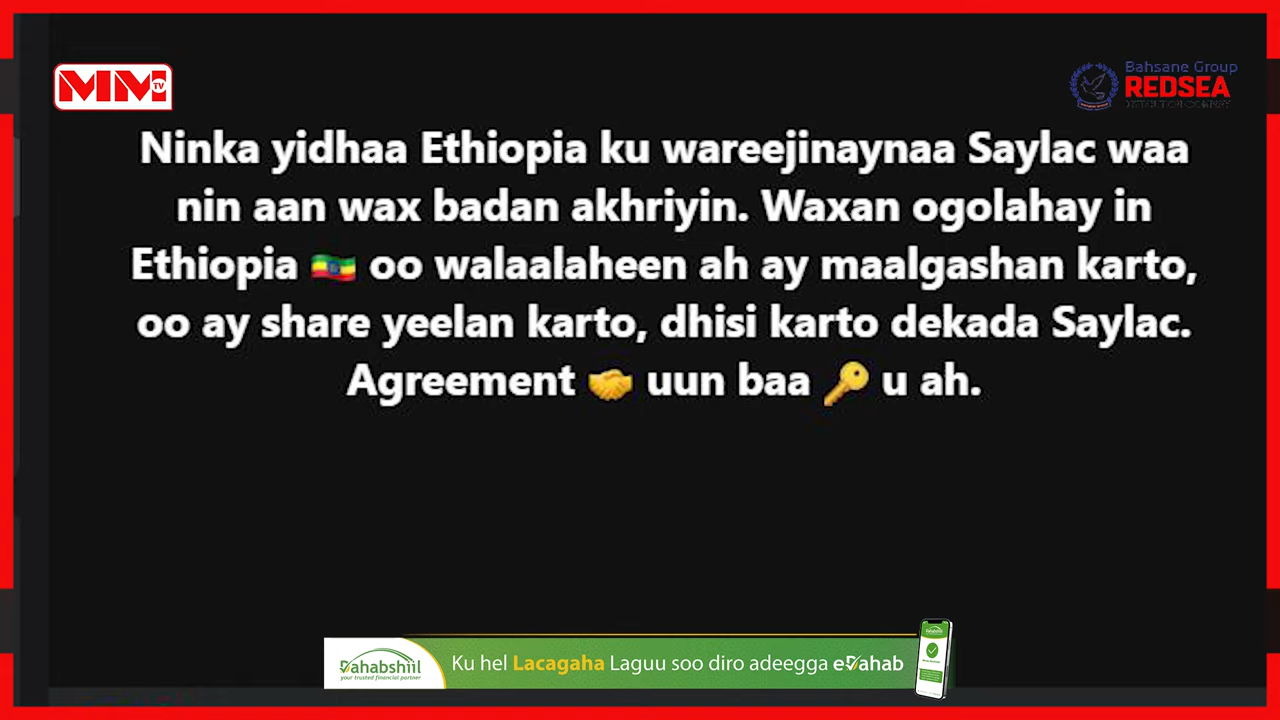 MM TV
Bahsane Group
REDSEA
Ninka yidhaa Ethiopia ku wareejinaynaa Saylac waa
nin aan wax badan akhriyin. Waxan ogolahay in
Ethiopia 🇪🇹 oo walaalaheen ah ay maalgashan karto,
oo ay share yeelan karto, dhisi karto dekada Saylac.
Agreement 🤝 uun baa 🔑 u ah.
Dahabshiil
your trusted financial partner
Ku hel Lacagaha Laguu soo diro adeegga eDahab